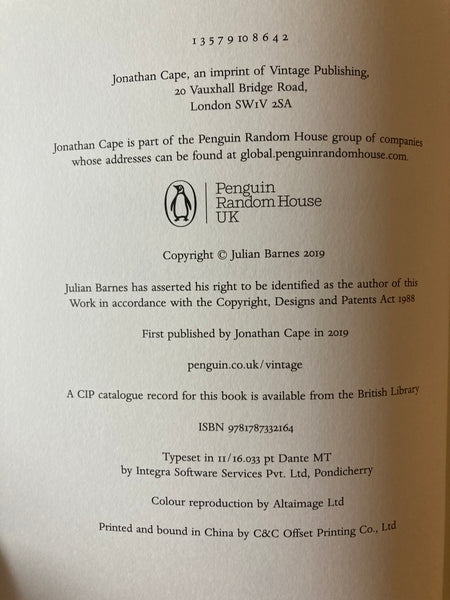 1 3 5 7 9 10 8 6 4 2
Jonathan Cape, an imprint of Vintage Publishing,
20 Vauxhall Bridge Road,
London SW1V 2SA
Jonathan Cape is part of the Penguin Random House group of companies
whose addresses can be found at global.penguinrandomhouse.com.
Penguin
Random House
UK
Copyright © Julian Barnes 2019
Julian Barnes has asserted his right to be identified as the author of this
Work in accordance with the Copyright, Designs and Patents Act 1988
First published by Jonathan Cape in 2019
penguin.co.uk/vintage
A CIP catalogue record for this book is available from the British Library
ISBN 9781787332164
Typeset in 11/16.033 pt Dante MT
by Integra Software Services Pvt. Ltd, Pondicherry
Colour reproduction by Altaimage Ltd
Printed and bound in China by C&C Offset Printing Co., Ltd